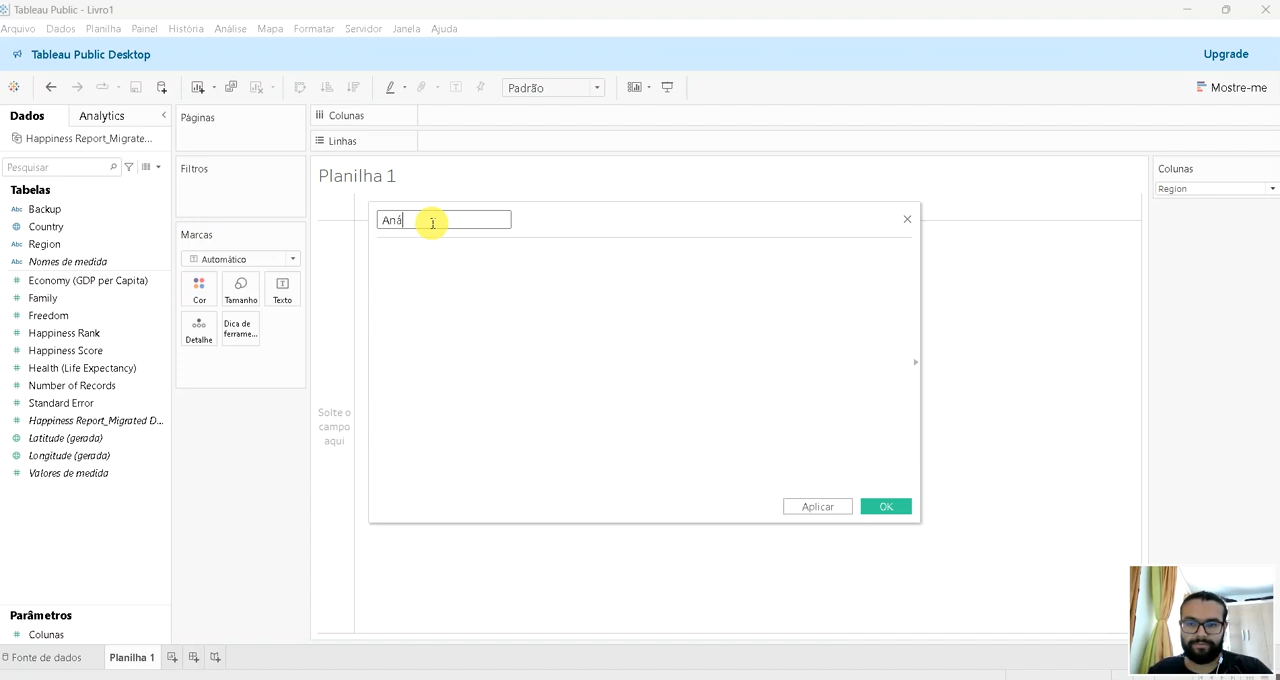 Tableau Public - Livro1
Arquivo Dados Planilha Painel História Análise Mapa Formatar Servidor Janela Ajuda
Tableau Public Desktop Upgrade
Padrão Mostre-me
Dados Analytics
Páginas
Colunas
Happiness Report_Migrate...
Linhas
Pesquisar
Filtros
Planilha 1
Colunas
Region
Tabelas
Abc Backup
Country
Abc Region
Abc Nomes de medida
Economy (GDP per Capita)
Family
Freedom
Happiness Rank
Happiness Score
Health (Life Expectancy)
Number of Records
Standard Error
Happiness Report_Migrated D...
Latitude (gerada)
Longitude (gerada)
Valores de medida
Marcas
Automático
Cor Tamanho Texto
Detalhe Dica de ferrame...
Aná
Solte o
campo
aqui
Aplicar OK
Parâmetros
Colunas
Fonte de dados Planilha 1